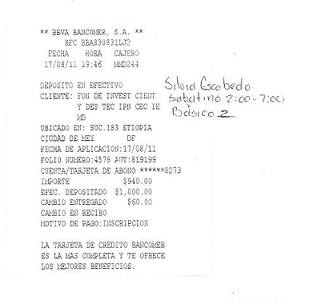 ** BBVA BANCOMER, S.A. **
RFC BBA830831LJ2
FECHA HORA CAJERO
17/08/11 19:46 MMD244
DEPOSITO EN EFECTIVO
CLIENTE: FON DE INVEST CIENT
Y DES TEC IPN CEC IE
MD
UBICADO EN: SUC.183 ETIOPIA
CIUDAD DE MEX DF
FECHA DE APLICACION:17/08/11
FOLIO NUMERO:4578 AUT:819199
CUENTA/TARJETA DE ABONO ******8273
IMPORTE $940.00
EFEC. DEPOSITADO $1,000.00
CAMBIO ENTREGADO $60.00
CAMBIO EN RECIBO
MOTIVO DE PAGO:INSCRIPCION
LA TARJETA DE CREDITO BANCOMER
ES LA MAS COMPLETA Y TE OFRECE
LOS MEJORES BENEFICIOS.
Silvia Escobedo
Sabatino 2:00-7:00
Básico 2